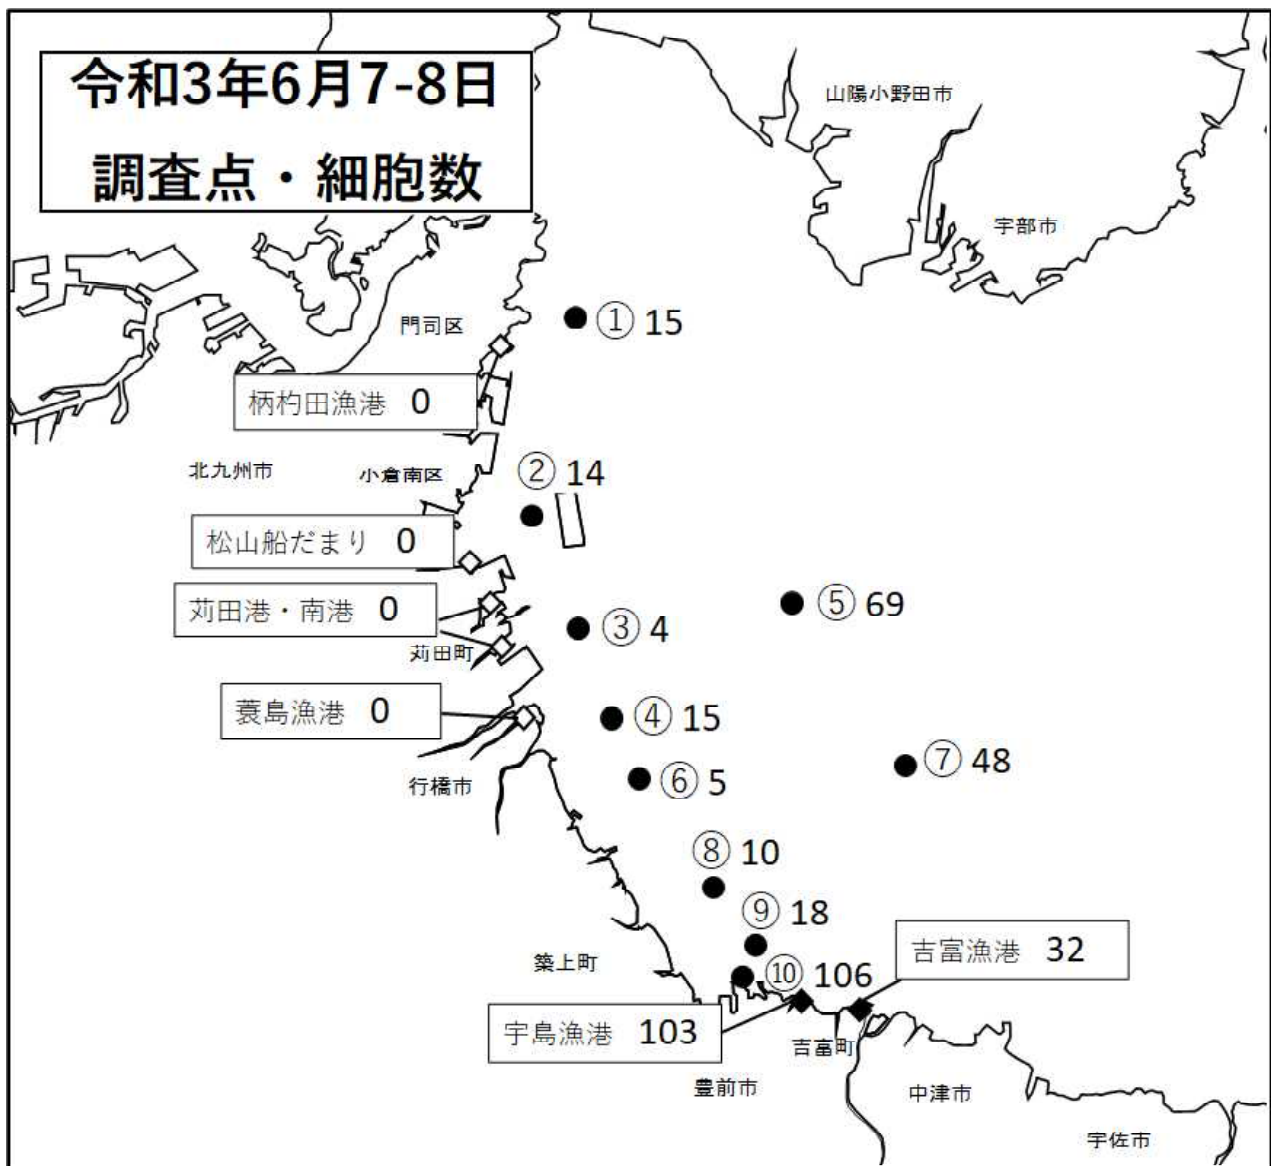 令和3年6月7-8日
調査点・細胞数
山陽小野田市
宇部市
門司区
① 15
柄杓田漁港 0
北九州市
小倉南区
② 14
松山船だまり 0
苅田港・南港 0
⑤ 69
③ 4
苅田町
蓑島漁港 0
④ 15
⑦ 48
⑥ 5
行橋市
⑧ 10
⑨ 18
吉富漁港 32
築上町
⑩ 106
宇島漁港 103
吉富町
豊前市
中津市
宇佐市